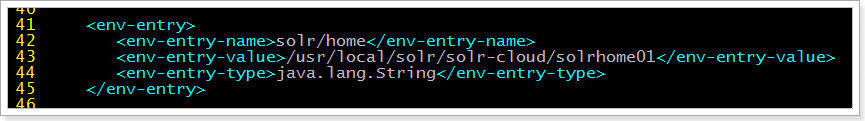 40
41     <env-entry>
42        <env-entry-name>solr/home</env-entry-name>
43        <env-entry-value>/usr/local/solr/solr-cloud/solrhome01</env-entry-value>
44        <env-entry-type>java.lang.String</env-entry-type>
45     </env-entry>
46